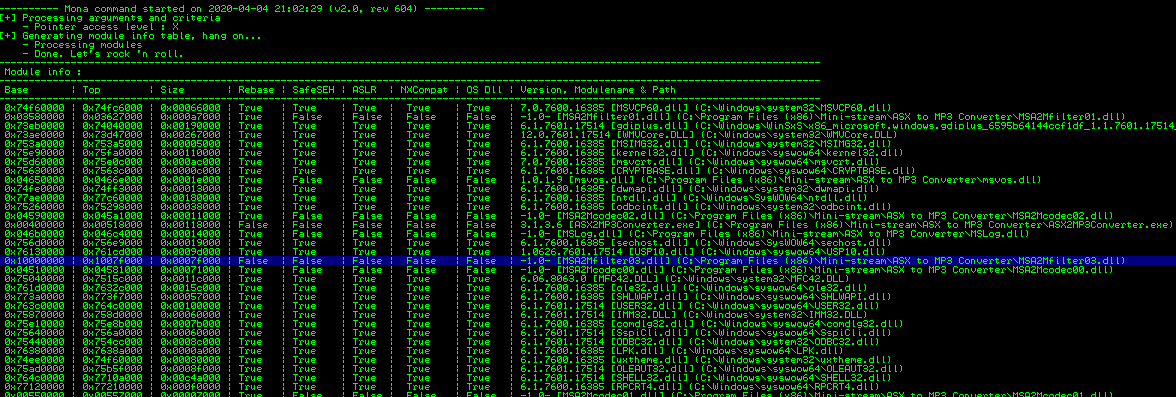 ---------- Mona command started on 2020-04-04 21:02:29 (v2.0, rev 604) ----------
[+] Processing arguments and criteria
    - Pointer access level : X
[+] Generating module info table, hang on...
    - Processing modules
    - Done. Let's rock 'n roll.
Module info :
Base | Top | Size | Rebase | SafeSEH | ASLR | NXCompat | OS Dll | Version, Modulename & Path
0x74f60000 | 0x74fc6000 | 0x00066000 | True | True | True | True | True | 7.0.7600.16385 [MSVCP60.dll] (C:\Windows\system32\MSVCP60.dll)
0x03580000 | 0x03627000 | 0x000a7000 | True | False | False | False | False | -1.0- [MSA2Mfilter01.dll] (C:\Program Files (x86)\Mini-stream\ASX to MP3 Converter\MSA2Mfilter01.dll)
0x73eb0000 | 0x74040000 | 0x00190000 | True | True | True | True | True | 6.1.7601.17514 [gdiplus.dll] (C:\Windows\WinSxS\x86_microsoft.windows.gdiplus_6595b64144ccf1df_1.1.7601.17514_
0x73ae0000 | 0x73d47000 | 0x00267000 | True | True | True | True | True | 12.0.7601.17514 [WMVCore.DLL] (C:\Windows\system32\WMVCore.DLL)
0x753a0000 | 0x753a5000 | 0x00005000 | True | True | True | True | True | 6.1.7600.16385 [MSIMG32.dll] (C:\Windows\system32\MSIMG32.dll)
0x75e90000 | 0x75fa0000 | 0x00110000 | True | True | True | True | True | 6.1.7600.16385 [kernel32.dll] (C:\Windows\syswow64\kernel32.dll)
0x75d60000 | 0x75e0c000 | 0x000ac000 | True | True | True | True | True | 7.0.7600.16385 [msvcrt.dll] (C:\Windows\syswow64\msvcrt.dll)
0x75630000 | 0x7563c000 | 0x0000c000 | True | True | True | True | True | 6.1.7600.16385 [CRYPTBASE.dll] (C:\Windows\syswow64\CRYPTBASE.dll)
0x04650000 | 0x0466e000 | 0x0001e000 | True | False | False | False | False | 1.0.1.9 [msvos.dll] (C:\Program Files (x86)\Mini-stream\ASX to MP3 Converter\msvos.dll)
0x74fe0000 | 0x74ff3000 | 0x00013000 | True | True | True | True | True | 6.1.7600.16385 [dwmapi.dll] (C:\Windows\system32\dwmapi.dll)
0x77ae0000 | 0x77c60000 | 0x00180000 | True | True | True | True | True | 6.1.7600.16385 [ntdll.dll] (C:\Windows\SysWOW64\ntdll.dll)
0x75260000 | 0x75298000 | 0x00038000 | True | True | True | True | True | 6.1.7600.16385 [odbcint.dll] (C:\Windows\system32\odbcint.dll)
0x04590000 | 0x045a1000 | 0x00011000 | True | False | False | False | False | -1.0- [MSA2Mcodec02.dll] (C:\Program Files (x86)\Mini-stream\ASX to MP3 Converter\MSA2Mcodec02.dll)
0x00400000 | 0x00518000 | 0x00118000 | False | False | False | False | False | 3.1.3.6 [ASX2MP3Converter.exe] (C:\Program Files (x86)\Mini-stream\ASX to MP3 Converter\ASX2MP3Converter.exe)
0x046b0000 | 0x046c4000 | 0x00014000 | True | False | False | False | False | -1.0- [MSLog.dll] (C:\Program Files (x86)\Mini-stream\ASX to MP3 Converter\MSLog.dll)
0x756d0000 | 0x756e9000 | 0x00019000 | True | True | True | True | True | 6.1.7600.16385 [sechost.dll] (C:\Windows\SysWOW64\sechost.dll)
0x76130000 | 0x761cd000 | 0x0009d000 | True | True | True | True | True | 1.0626.7601.17514 [USP10.dll] (C:\Windows\syswow64\USP10.dll)
0x10000000 | 0x1007f000 | 0x0007f000 | False | False | False | False | False | -1.0- [MSA2Mfilter03.dll] (C:\Program Files (x86)\Mini-stream\ASX to MP3 Converter\MSA2Mfilter03.dll)
0x04510000 | 0x04581000 | 0x00071000 | True | False | False | False | False | -1.0- [MSA2Mcodec00.dll] (C:\Program Files (x86)\Mini-stream\ASX to MP3 Converter\MSA2Mcodec00.dll)
0x75040000 | 0x7515c000 | 0x0011c000 | True | True | True | True | True | 6.06.8063.0 [MFC42.DLL] (C:\Windows\system32\MFC42.DLL)
0x761d0000 | 0x7632c000 | 0x0015c000 | True | True | True | True | True | 6.1.7600.16385 [ole32.dll] (C:\Windows\syswow64\ole32.dll)
0x773a0000 | 0x773f7000 | 0x00057000 | True | True | True | True | True | 6.1.7600.16385 [SHLWAPI.dll] (C:\Windows\syswow64\SHLWAPI.dll)
0x763c0000 | 0x764c0000 | 0x00100000 | True | True | True | True | True | 6.1.7601.17514 [USER32.dll] (C:\Windows\syswow64\USER32.dll)
0x75870000 | 0x758d0000 | 0x00060000 | True | True | True | True | True | 6.1.7601.17514 [IMM32.DLL] (C:\Windows\system32\IMM32.DLL)
0x75e10000 | 0x75e8b000 | 0x0007b000 | True | True | True | True | True | 6.1.7601.17514 [comdlg32.dll] (C:\Windows\syswow64\comdlg32.dll)
0x75640000 | 0x756a0000 | 0x00060000 | True | True | True | True | True | 6.1.7601.17514 [SspiCli.dll] (C:\Windows\syswow64\SspiCli.dll)
0x75440000 | 0x754cc000 | 0x0008c000 | True | True | True | True | True | 6.1.7601.17514 [ODBC32.dll] (C:\Windows\system32\ODBC32.dll)
0x76380000 | 0x7638a000 | 0x0000a000 | True | True | True | True | True | 6.1.7600.16385 [LPK.dll] (C:\Windows\syswow64\LPK.dll)
0x74ee0000 | 0x74f60000 | 0x00080000 | True | True | True | True | True | 6.1.7600.16385 [uxtheme.dll] (C:\Windows\system32\uxtheme.dll)
0x75ad0000 | 0x75b5f000 | 0x0008f000 | True | True | True | True | True | 6.1.7601.17514 [OLEAUT32.dll] (C:\Windows\syswow64\OLEAUT32.dll)
0x764c0000 | 0x7710a000 | 0x00c4a000 | True | True | True | True | True | 6.1.7601.17514 [SHELL32.dll] (C:\Windows\syswow64\SHELL32.dll)
0x77120000 | 0x77210000 | 0x000f0000 | True | True | True | True | True | 6.1.7600.16385 [RPCRT4.dll] (C:\Windows\syswow64\RPCRT4.dll)
0x00550000 | 0x00557000 | 0x00007000 | True | False | False | False | False | -1.0- [MSA2Mcodec01.dll] (C:\Program Files (x86)\Mini-stream\ASX to MP3 Converter\MSA2Mcodec01.dll)